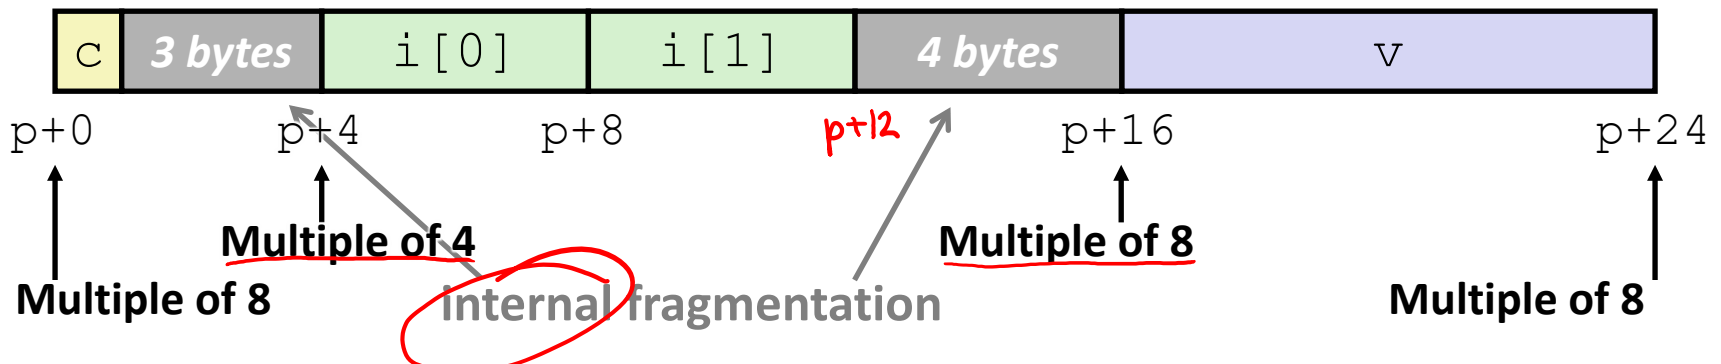 c 3 bytes i[0] i[1] 4 bytes v
p+0 p+4 p+8 p+12 p+16 p+24
Multiple of 4 Multiple of 8
Multiple of 8 internal fragmentation Multiple of 8